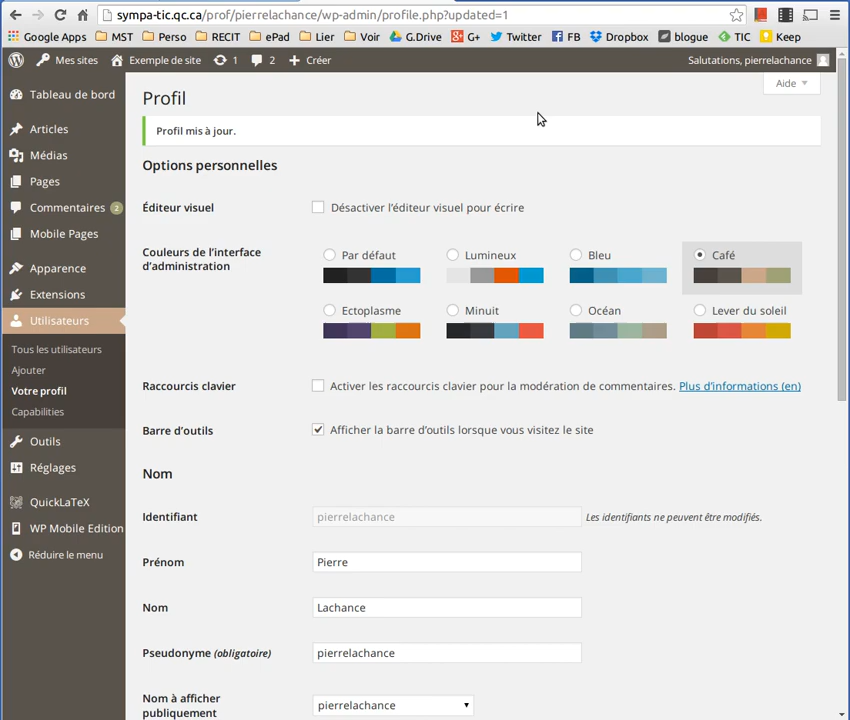 sympa-tic.qc.ca/prof/pierrelachance/wp-admin/profile.php?updated=1
Google Apps MST Perso RECIT ePad Lier Voir G.Drive G+ Twitter FB Dropbox blogue TIC Keep
Mes sites Exemple de site 1 2 Créer Salutations, pierrelachance
Aide
Tableau de bord
Articles
Médias
Pages
Commentaires 2
Mobile Pages
Apparence
Extensions
Utilisateurs
Tous les utilisateurs
Ajouter
Votre profil
Capabilities
Outils
Réglages
QuickLaTeX
WP Mobile Edition
Réduire le menu
Profil
Profil mis à jour.
Options personnelles
Éditeur visuel Désactiver l'éditeur visuel pour écrire
Couleurs de l'interface
d'administration
Par défaut Lumineux Bleu Café
Ectoplasme Minuit Océan Lever du soleil
Raccourcis clavier Activer les raccourcis clavier pour la modération de commentaires. Plus d'informations (en)
Barre d'outils Afficher la barre d'outils lorsque vous visitez le site
Nom
Identifiant pierrelachance Les identifiants ne peuvent être modifiés.
Prénom Pierre
Nom Lachance
Pseudonyme (obligatoire) pierrelachance
Nom à afficher
publiquement
pierrelachance